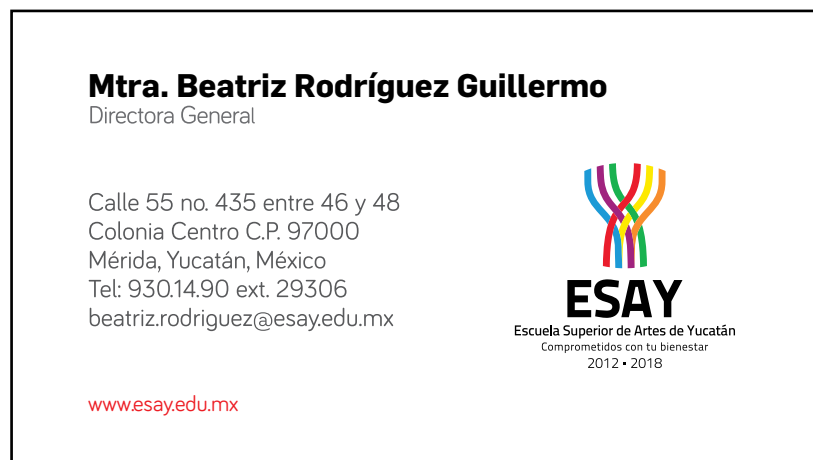 Mtra. Beatriz Rodríguez Guillermo
Directora General
Calle 55 no. 435 entre 46 y 48
Colonia Centro C.P. 97000
Mérida, Yucatán, México
Tel: 930.14.90 ext. 29306
beatriz.rodriguez@esay.edu.mx
www.esay.edu.mx
ESAY
Escuela Superior de Artes de Yucatán
Comprometidos con tu bienestar
2012 • 2018